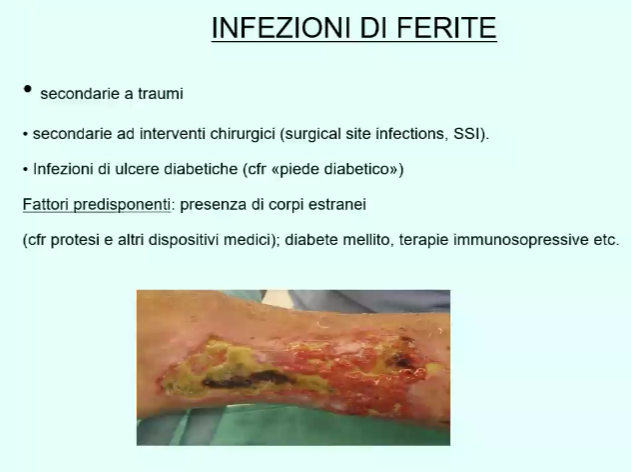 INFEZIONI DI FERITE
• secondarie a traumi
• secondarie ad interventi chirurgici (surgical site infections, SSI).
• Infezioni di ulcere diabetiche (cfr «piede diabetico»)
Fattori predisponenti: presenza di corpi estranei
(cfr protesi e altri dispositivi medici); diabete mellito, terapie immunosopressive etc.